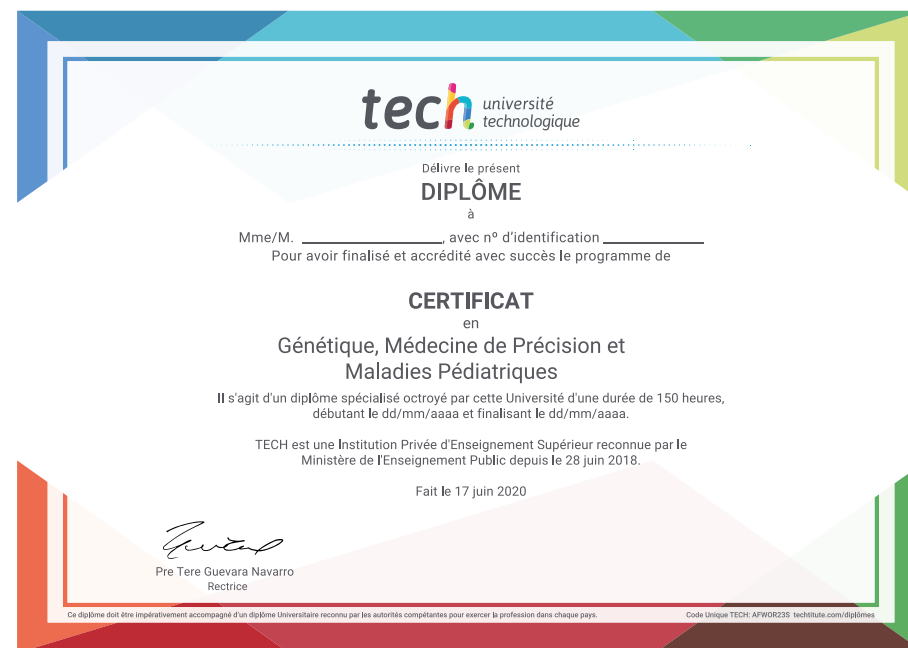 tech université
technologique
Délivre le présent
DIPLÔME
à
Mme/M. ____________________, avec nº d'identification ______________
Pour avoir finalisé et accrédité avec succès le programme de
CERTIFICAT
en
Génétique, Médecine de Précision et
Maladies Pédiatriques
Il s'agit d'un diplôme spécialisé octroyé par cette Université d'une durée de 150 heures,
débutant le dd/mm/aaaa et finalisant le dd/mm/aaaa.
TECH est une Institution Privée d'Enseignement Supérieur reconnue par le
Ministère de l'Enseignement Public depuis le 28 juin 2018.
Fait le 17 juin 2020
Pre Tere Guevara Navarro
Rectrice
Ce diplôme doit être impérativement accompagné d'un diplôme Universitaire reconnu par les autorités compétentes pour exercer la profession dans chaque pays. Code Unique TECH: AFWOR23S techtitute.com/diplômes